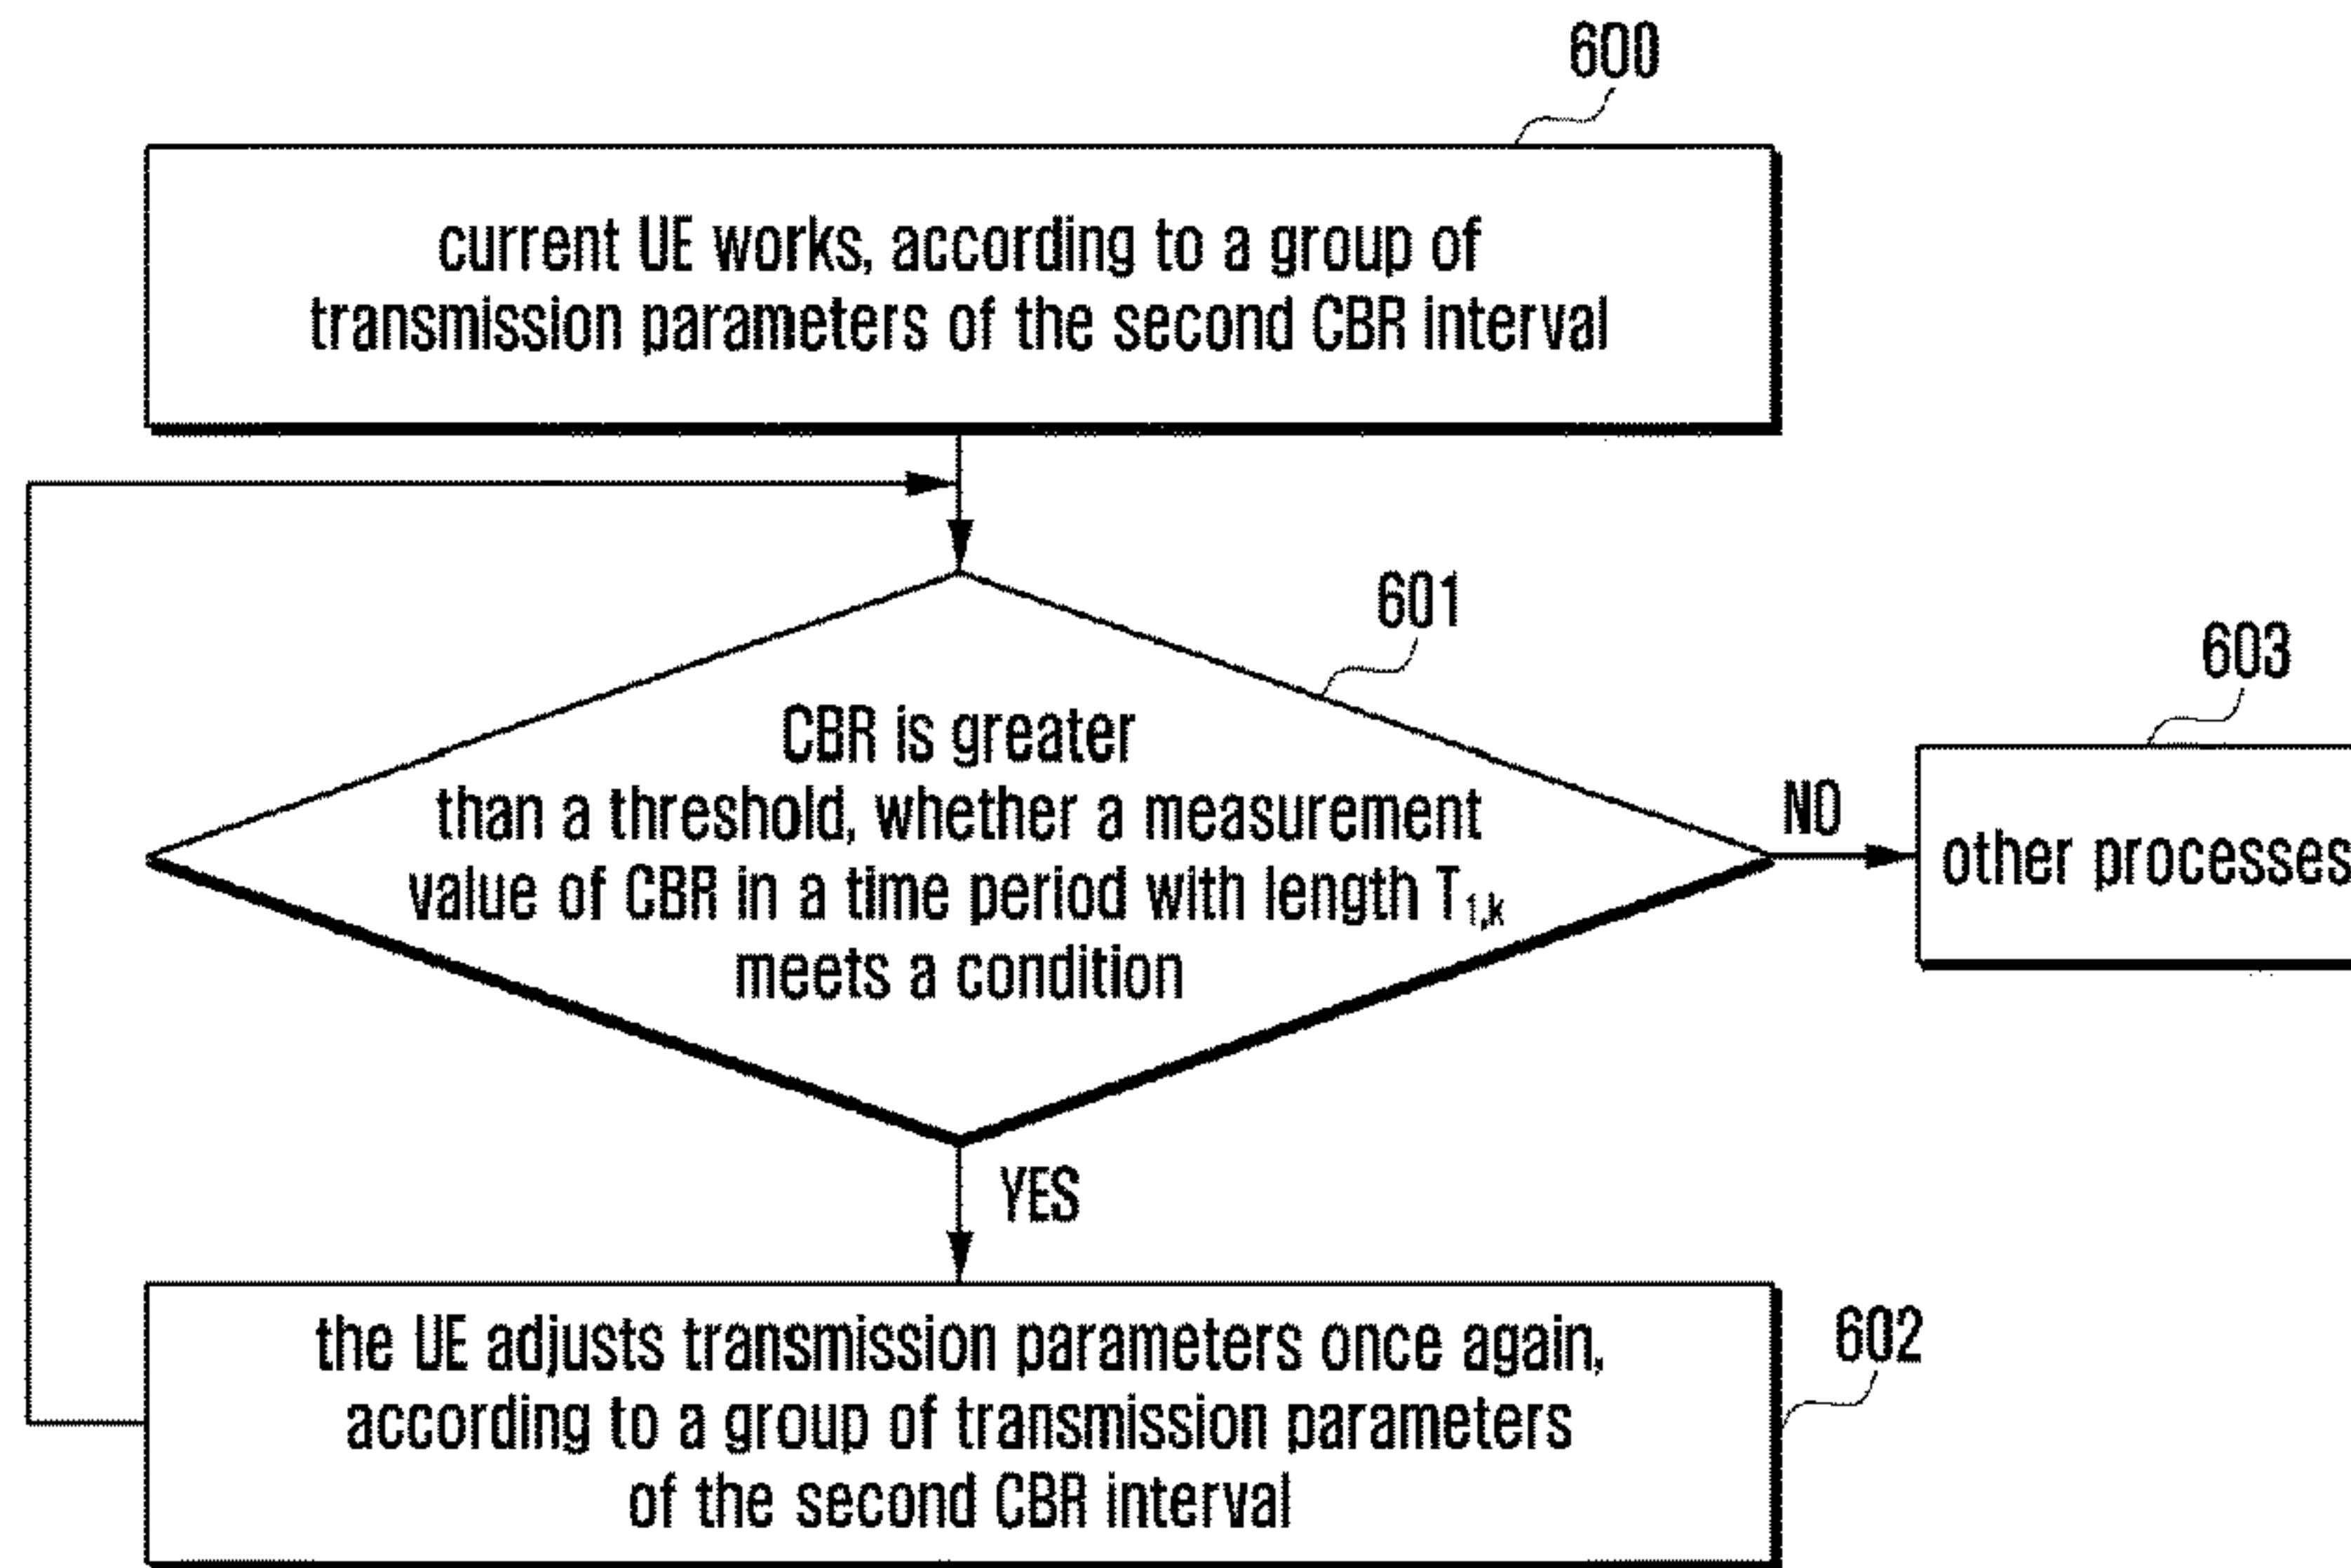 600
current UE works, according to a group of
transmission parameters of the second CBR interval
601
CBR is greater
than a threshold, whether a measurement
value of CBR in a time period with length T1,k
meets a condition
NO
603
other processes
YES
the UE adjusts transmission parameters once again,
according to a group of transmission parameters
of the second CBR interval
602